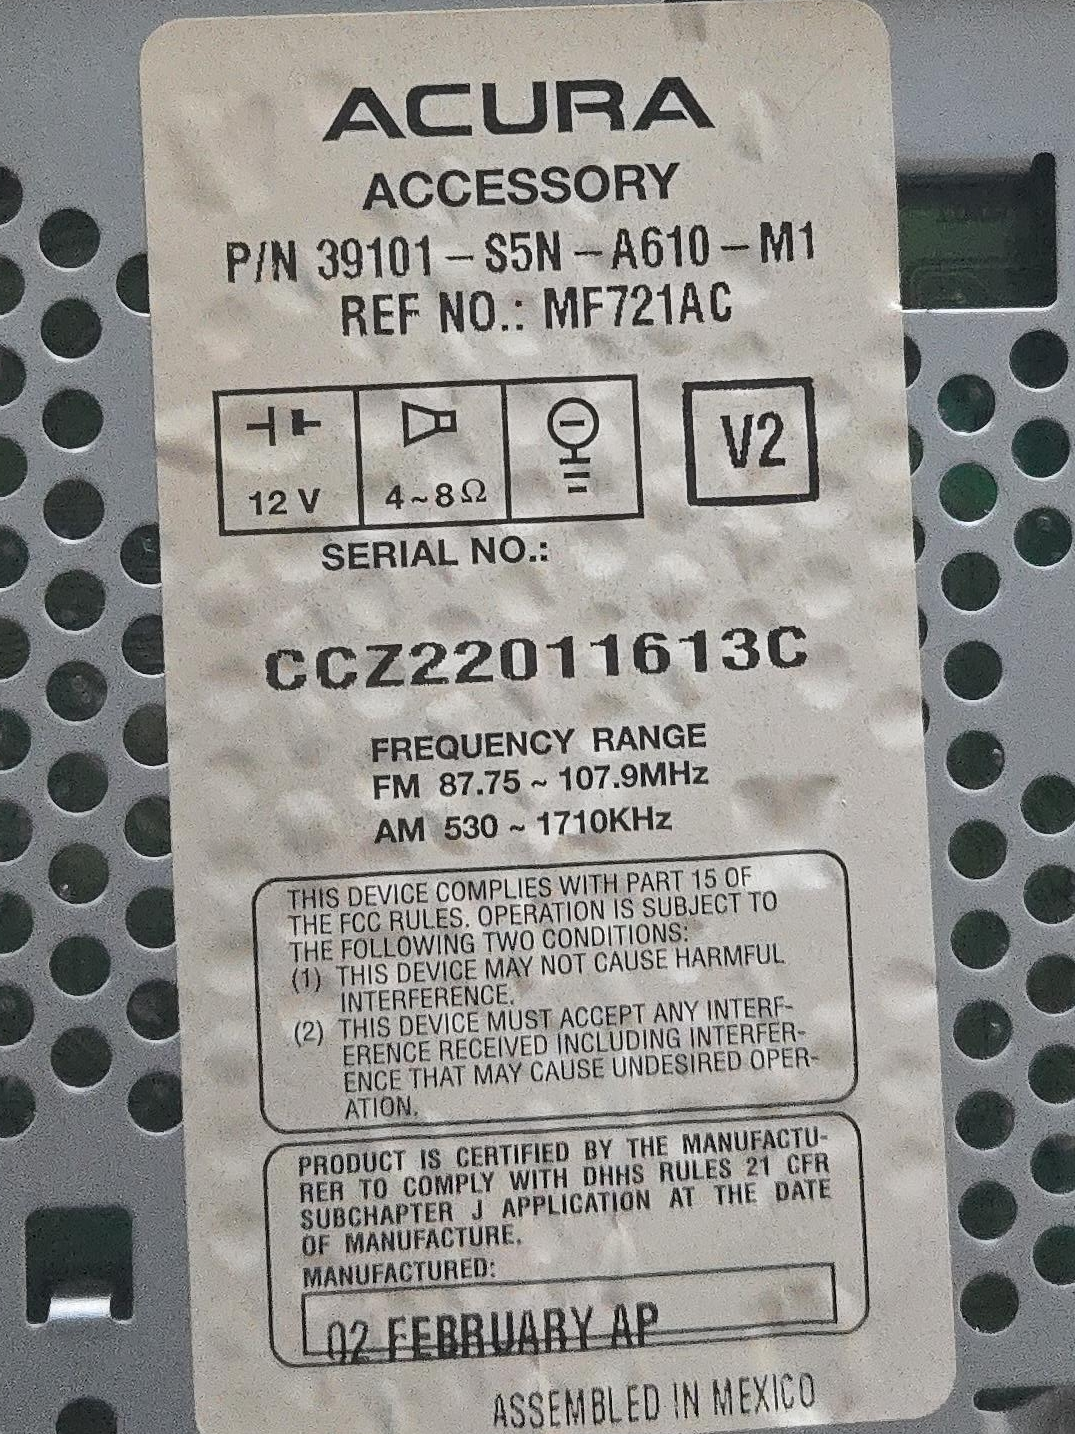 ACURA
ACCESSORY
P/N 39101-S5N-A610-M1
REF NO.: MF721AC
12 V 4~8Ω V2
SERIAL NO.:
CCZ22011613C
FREQUENCY RANGE
FM 87.75 ~ 107.9MHz
AM 530 ~ 1710KHz
THIS DEVICE COMPLIES WITH PART 15 OF
THE FCC RULES. OPERATION IS SUBJECT TO
THE FOLLOWING TWO CONDITIONS:
(1) THIS DEVICE MAY NOT CAUSE HARMFUL
INTERFERENCE.
(2) THIS DEVICE MUST ACCEPT ANY INTERF-
ERENCE RECEIVED INCLUDING INTERFER-
ENCE THAT MAY CAUSE UNDESIRED OPER-
ATION.
PRODUCT IS CERTIFIED BY THE MANUFACTU-
RER TO COMPLY WITH DHHS RULES 21 CFR
SUBCHAPTER J APPLICATION AT THE DATE
OF MANUFACTURE.
MANUFACTURED:
02 FEBRUARY AP
ASSEMBLED IN MEXICO